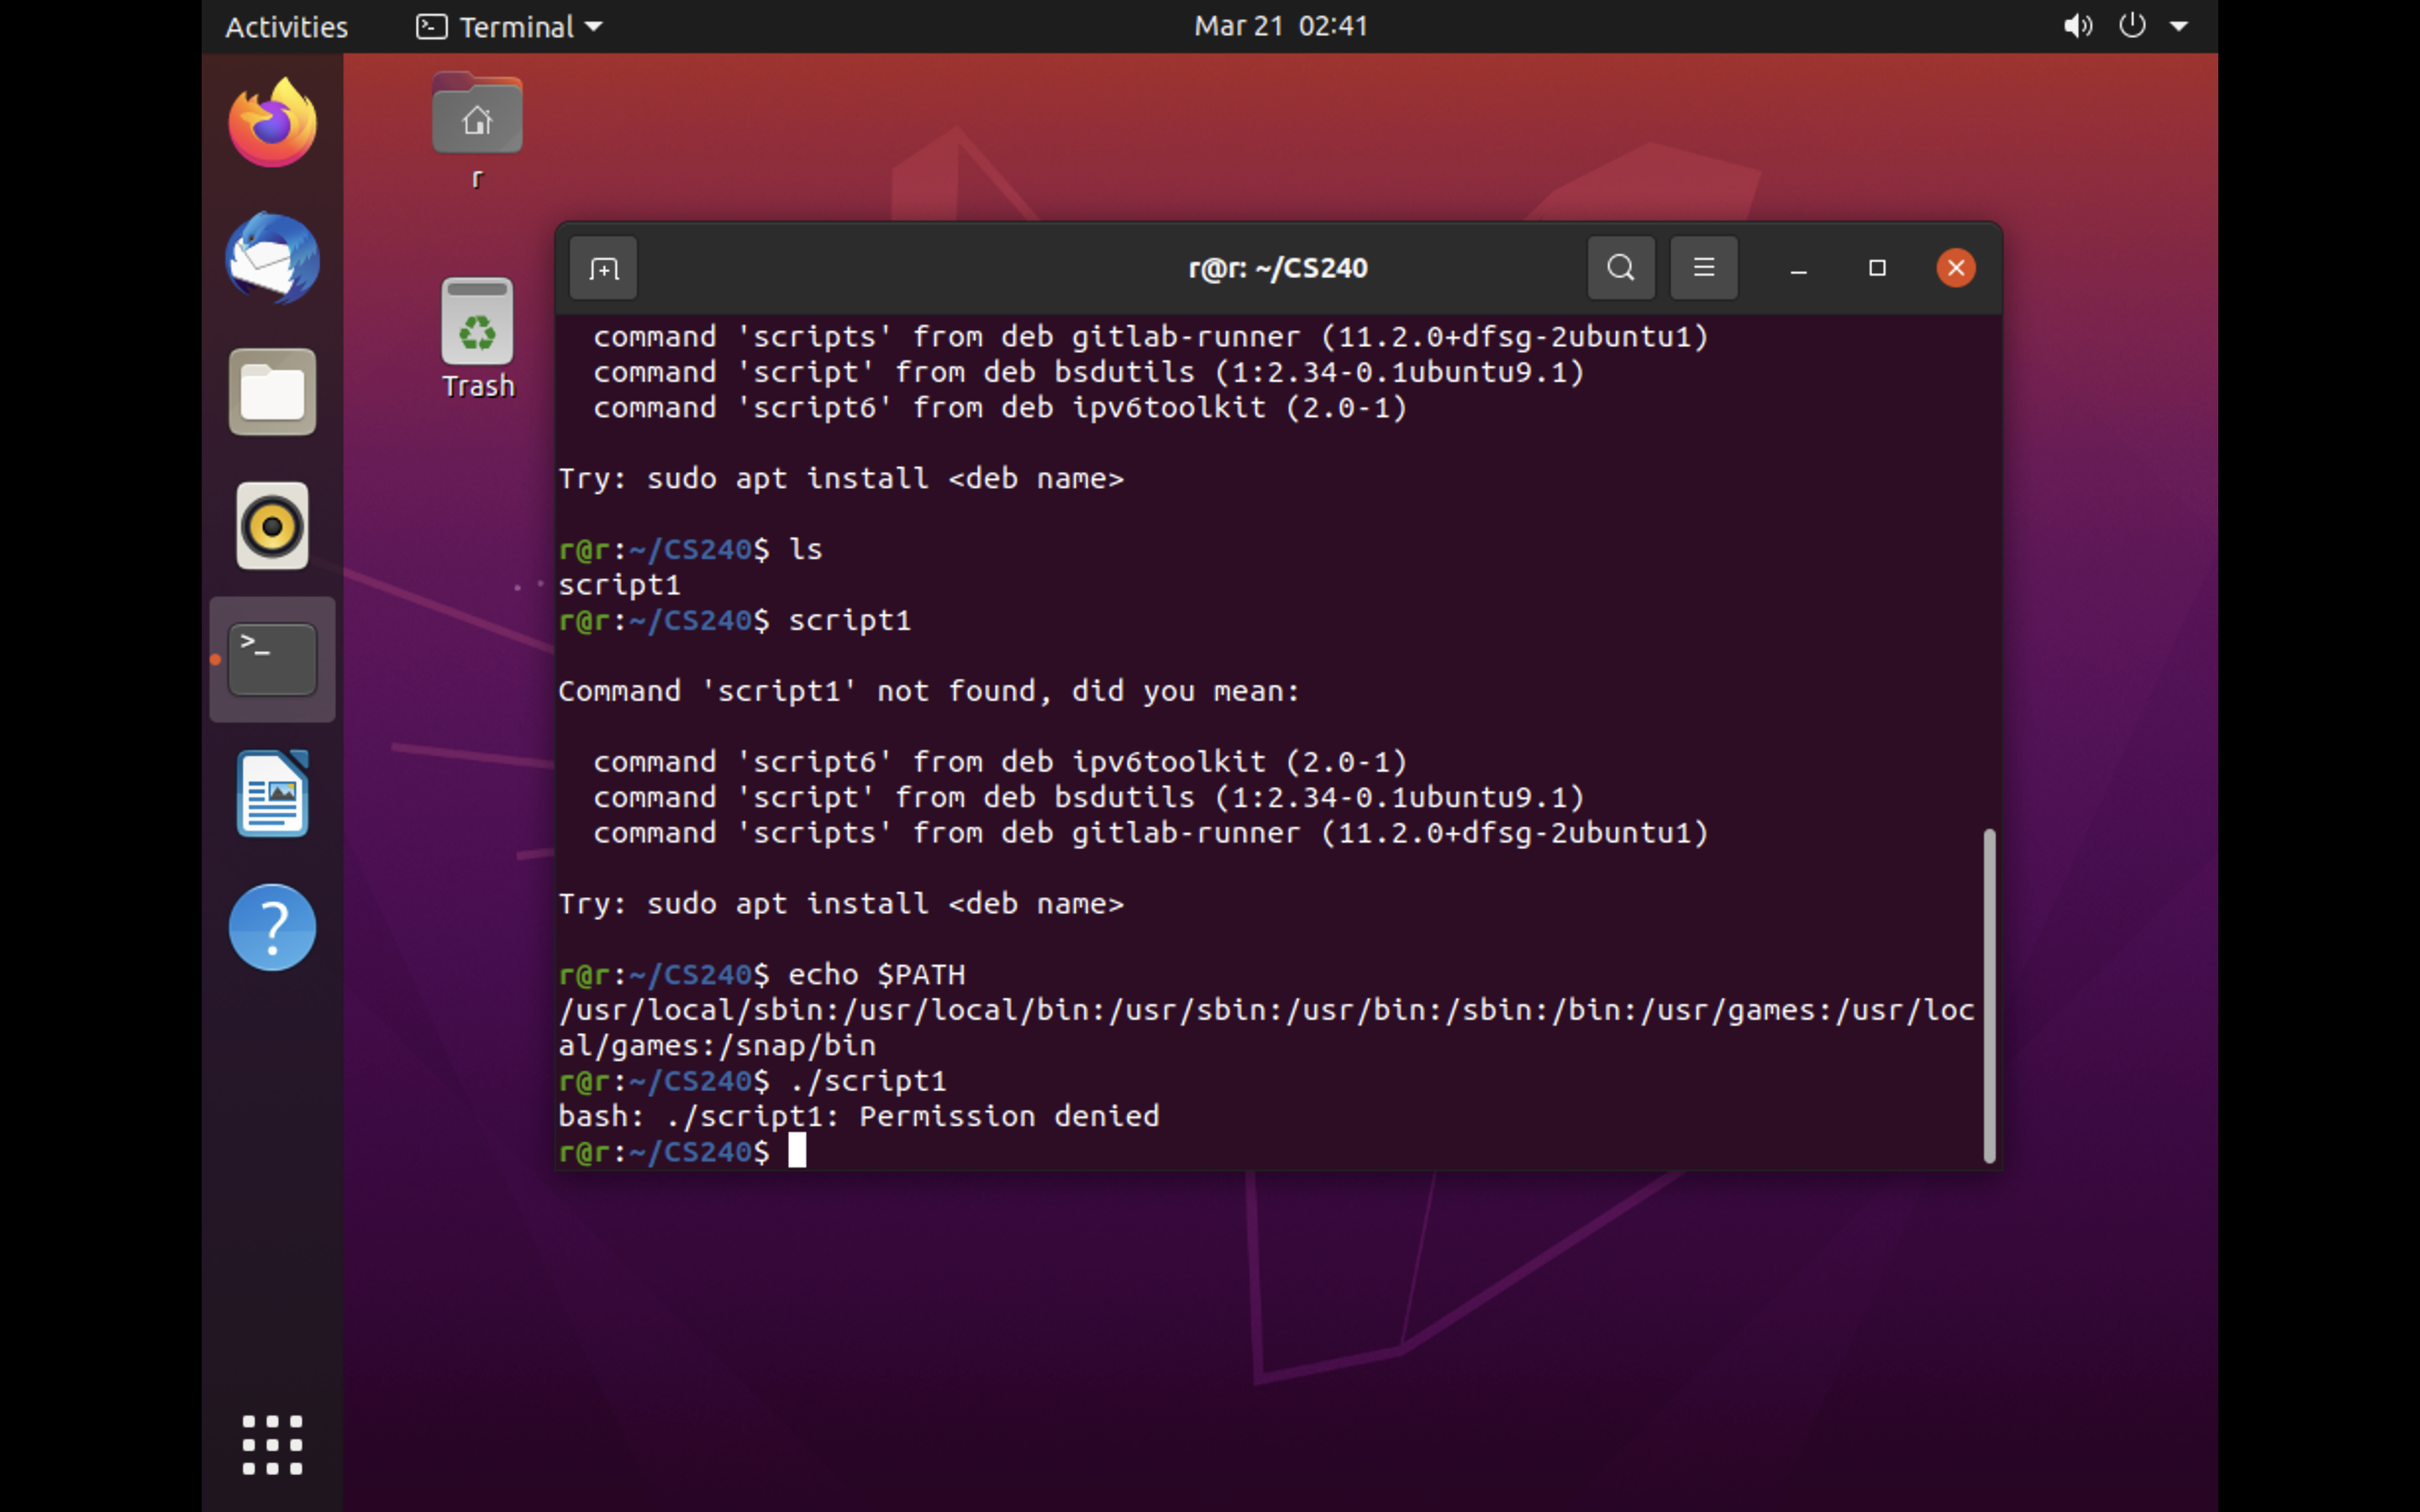 Activities
Terminal
Mar 21 02:41
r
Trash
r@r: ~/CS240
command 'scripts' from deb gitlab-runner (11.2.0+dfsg-2ubuntu1)
command 'script' from deb bsdutils (1:2.34-0.1ubuntu9.1)
command 'script6' from deb ipv6toolkit (2.0-1)
Try: sudo apt install <deb name>
r@r:~/CS240$ ls
script1
r@r:~/CS240$ script1
Command 'script1' not found, did you mean:
command 'script6' from deb ipv6toolkit (2.0-1)
command 'script' from deb bsdutils (1:2.34-0.1ubuntu9.1)
command 'scripts' from deb gitlab-runner (11.2.0+dfsg-2ubuntu1)
Try: sudo apt install <deb name>
r@r:~/CS240$ echo $PATH
/usr/local/sbin:/usr/local/bin:/usr/sbin:/usr/bin:/sbin:/bin:/usr/games:/usr/loc
al/games:/snap/bin
r@r:~/CS240$ ./script1
bash: ./script1: Permission denied
r@r:~/CS240$